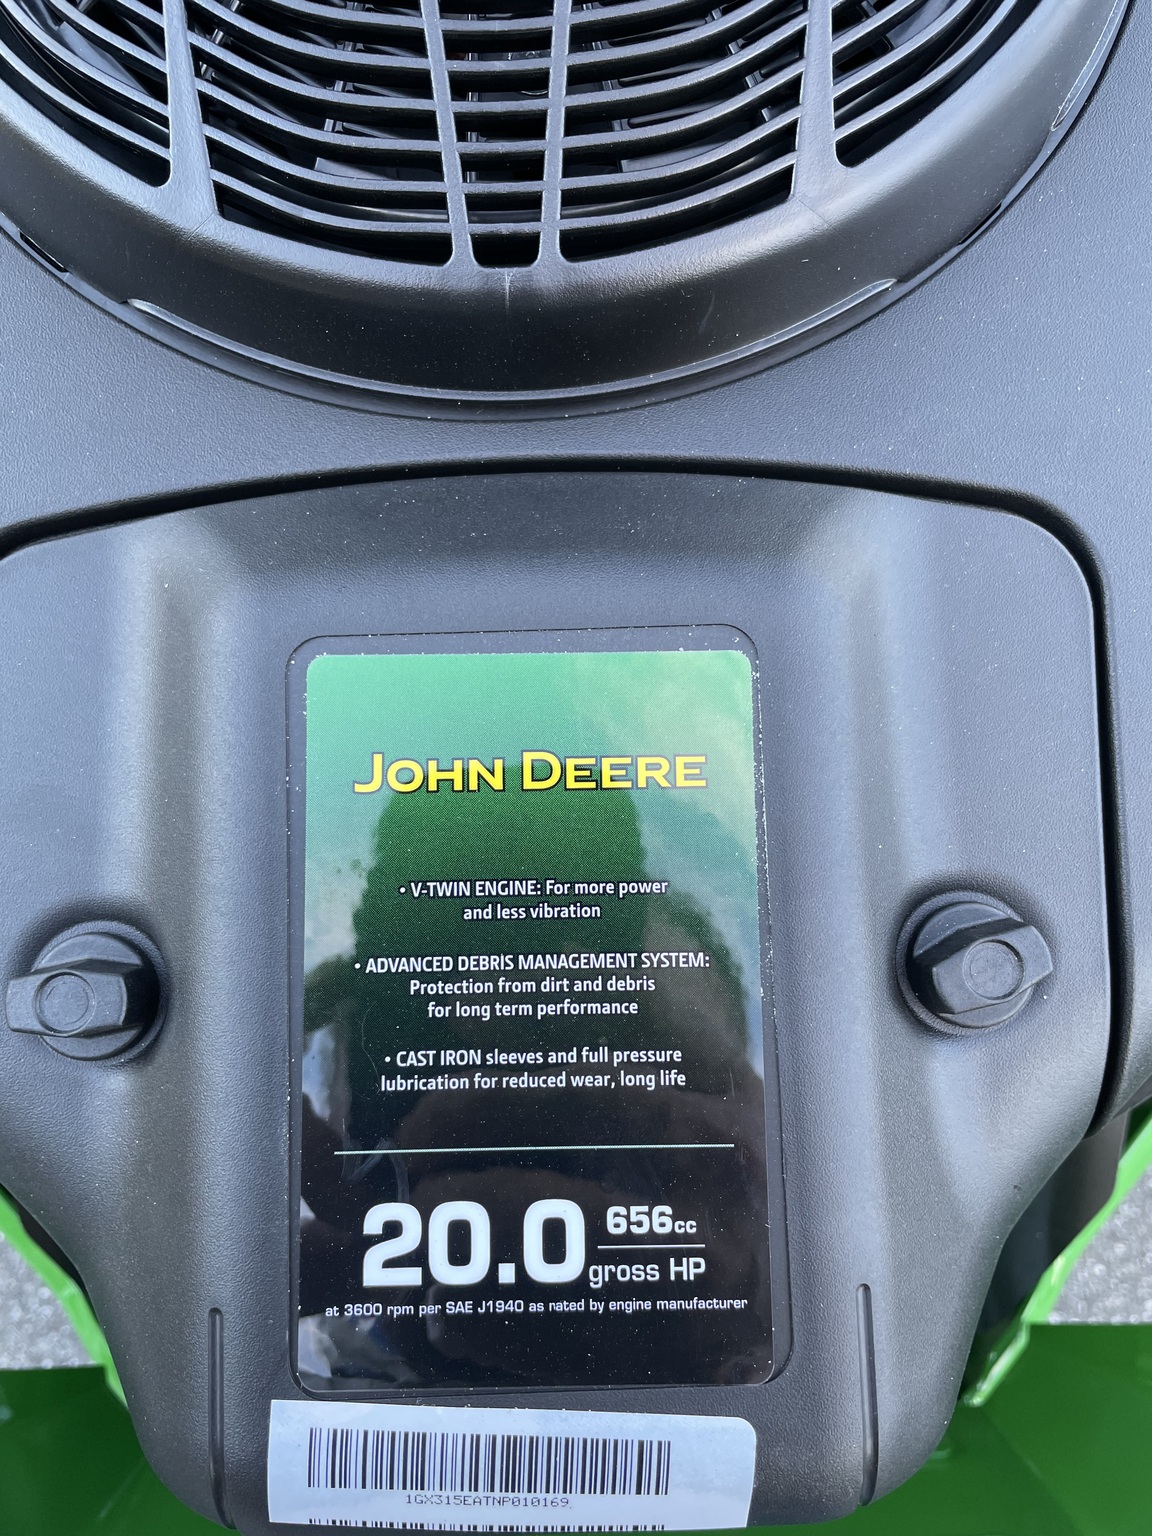 JOHN DEERE
• V-TWIN ENGINE: For more power
and less vibration
• ADVANCED DEBRIS MANAGEMENT SYSTEM:
Protection from dirt and debris
for long term performance
• CAST IRON sleeves and full pressure
lubrication for reduced wear, long life
20.0 656cc
gross HP
at 3600 rpm per SAE J1940 as rated by engine manufacturer
1GX315EATNP010169